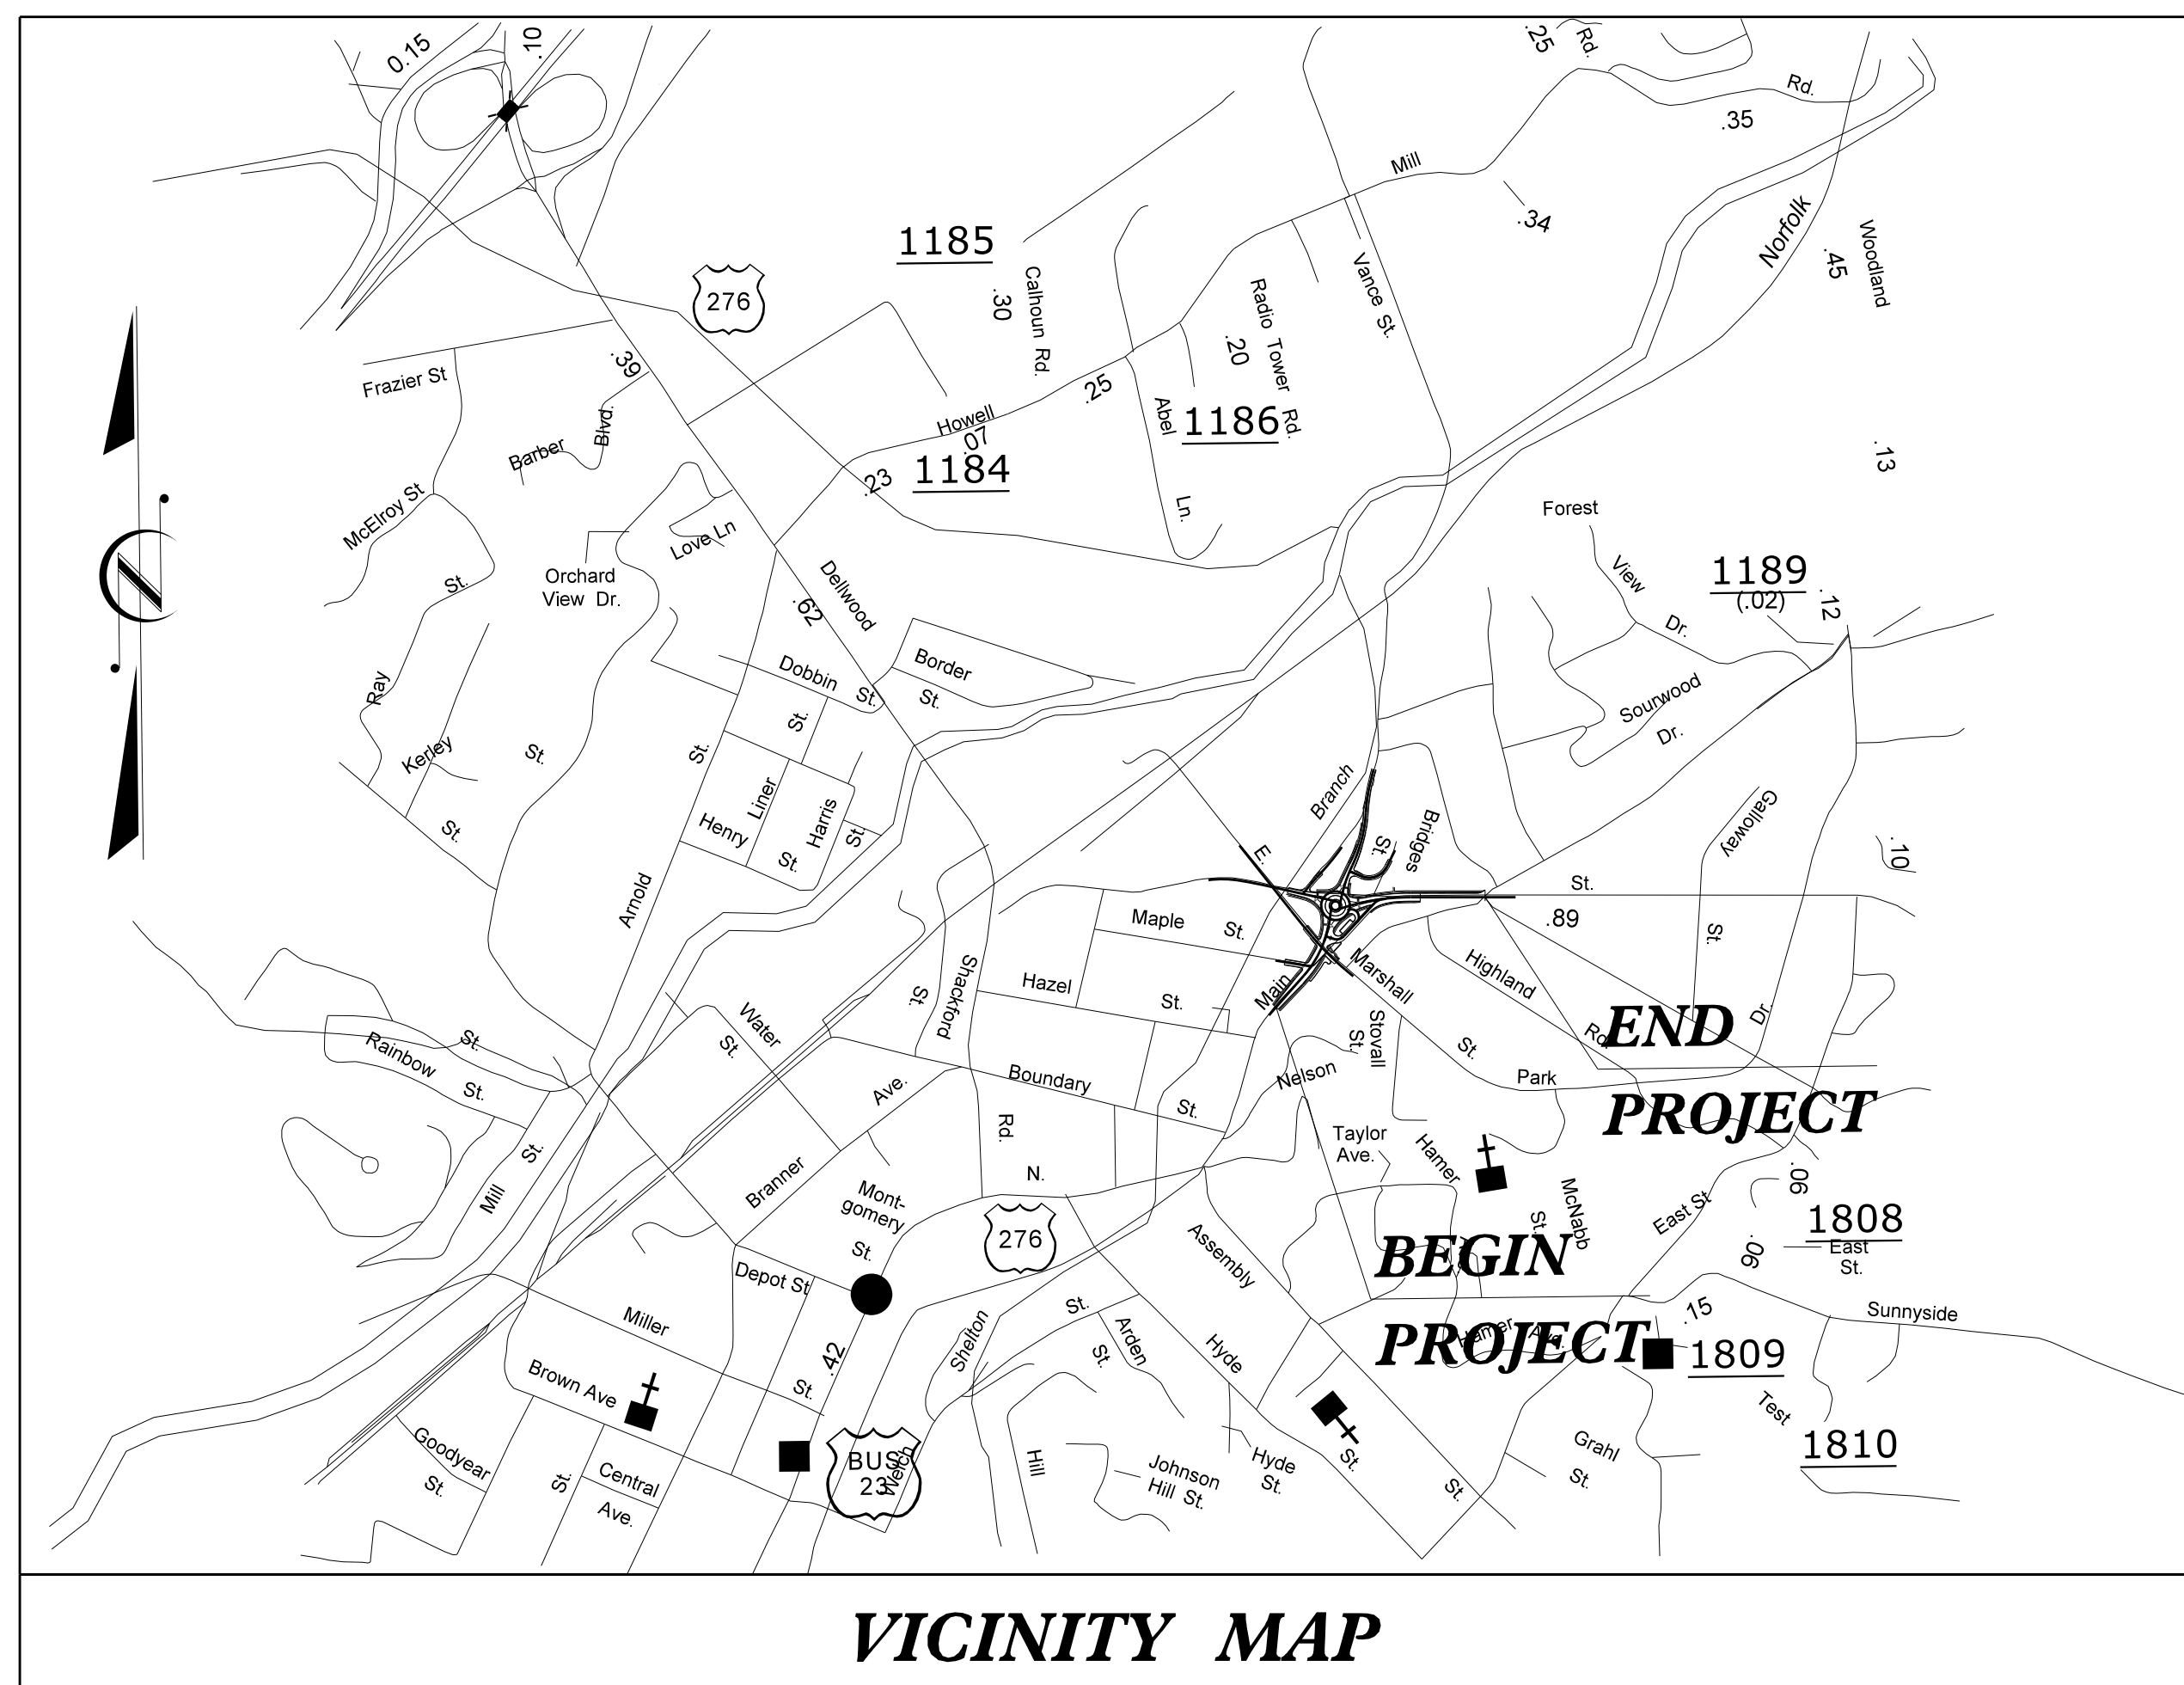 0.15
.10
.25
Rd.
Rd.
.35
Mill
.34
Norfolk
.45
Woodland
1185
.30
Calhoun Rd.
276
Vance St.
Radio Tower Rd.
.20
.39
Frazier St
Barber Blvd.
Howell
.07
1184
.23
.25
Abel Ln.
1186
.13
McElroy St
Love Ln
Forest View Dr.
1189
(.02)
.12
St.
Orchard
View Dr.
.62
Dellwood
Dobbin St.
Border
St.
Sourwood
Dr.
Ray
Kerley
St.
St.
St.
St.
Liner
Henry
St.
Harris
St.
Arnold
Branch
E.
St.
Bridges
Galloway
St.
.10
St.
.89
Maple St.
Marshall
St.
Main
Highland
Rd.
Hazel St.
Shackford
St.
Water
St.
END
PROJECT
Dr.
Rainbow
St.
St.
Stovall
St.
Nelson
Park
Boundary
St.
Ave.
Branner
Rd.
N.
Mill
St.
Taylor
Ave.
Hamer
McNabb
St.
East St
.06
1808
East
St.
.06
Mont-
gomery
St.
276
Assembly
BEGIN
PROJECT
Depot St
Miller
St.
.42
Shelton
St.
Arden
St.
Hyde
Hamer Ave.
.15
Sunnyside
1809
Test
1810
Brown Ave
BUS
23
Welch
Goodyear
St.
St.
Central
Ave.
Hill
Johnson
Hill St.
Hyde
St.
St.
St.
Grahl
St.
VICINITY MAP